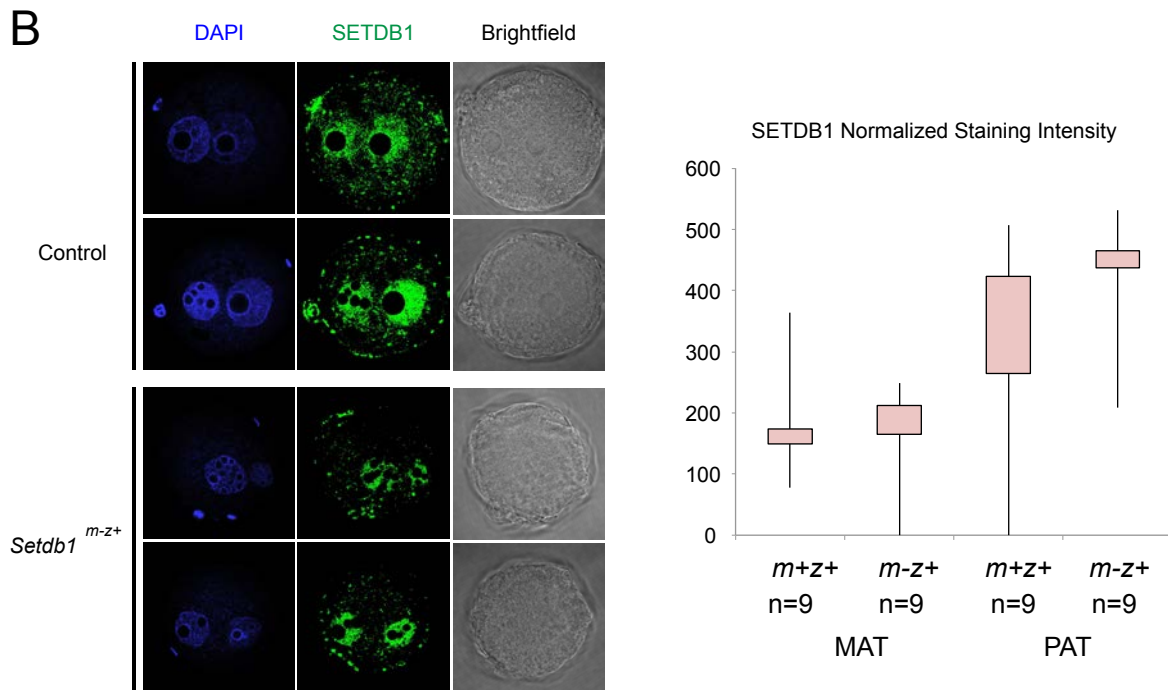 B
DAPI SETDB1 Brightfield
Control
Setdb1 m-z+
SETDB1 Normalized Staining Intensity
600
500
400
300
200
100
0
m+z+ m-z+ m+z+ m-z+
n=9 n=9 n=9 n=9
MAT PAT